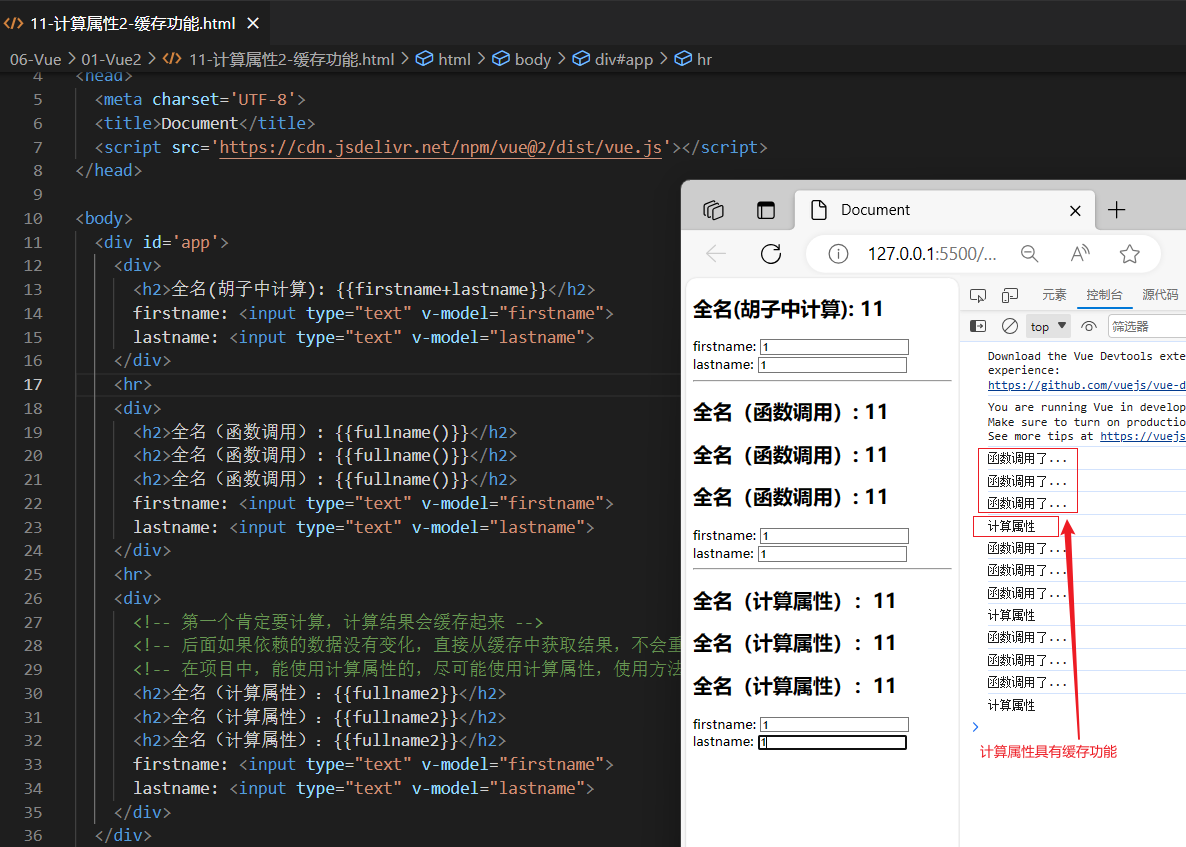 11-计算属性2-缓存功能.html
06-Vue > 01-Vue2 > 11-计算属性2-缓存功能.html > html > body > div#app > hr
4 <head>
5 <meta charset='UTF-8'>
6 <title>Document</title>
7 <script src='https://cdn.jsdelivr.net/npm/vue@2/dist/vue.js'></script>
8 </head>
9
10 <body>
11 <div id='app'>
12 <div>
13 <h2>全名(胡子中计算): {{firstname+lastname}}</h2>
14 firstname: <input type="text" v-model="firstname">
15 lastname: <input type="text" v-model="lastname">
16 </div>
17 <hr>
18 <div>
19 <h2>全名（函数调用）: {{fullname()}}</h2>
20 <h2>全名（函数调用）: {{fullname()}}</h2>
21 <h2>全名（函数调用）: {{fullname()}}</h2>
22 firstname: <input type="text" v-model="firstname">
23 lastname: <input type="text" v-model="lastname">
24 </div>
25 <hr>
26 <div>
27 <!-- 第一个肯定要计算，计算结果会缓存起来 -->
28 <!-- 后面如果依赖的数据没有变化，直接从缓存中获取结果，不会重
29 <!-- 在项目中，能使用计算属性的，尽可能使用计算属性，使用方法
30 <h2>全名（计算属性）: {{fullname2}}</h2>
31 <h2>全名（计算属性）: {{fullname2}}</h2>
32 <h2>全名（计算属性）: {{fullname2}}</h2>
33 firstname: <input type="text" v-model="firstname">
34 lastname: <input type="text" v-model="lastname">
35 </div>
36 </div>
Document
127.0.0.1:5500/...
全名(胡子中计算): 11
firstname: 1
lastname: 1
全名（函数调用）: 11
全名（函数调用）: 11
全名（函数调用）: 11
firstname: 1
lastname: 1
全名（计算属性）: 11
全名（计算属性）: 11
全名（计算属性）: 11
firstname: 1
lastname: 1
元素 控制台 源代码
top 筛选器
Download the Vue Devtools exte
experience:
https://github.com/vuejs/vue-d
You are running Vue in develop
Make sure to turn on productio
See more tips at https://vuejs
函数调用了...
函数调用了...
函数调用了...
计算属性
函数调用了...
函数调用了...
函数调用了...
计算属性
函数调用了...
函数调用了...
函数调用了...
计算属性
计算属性具有缓存功能